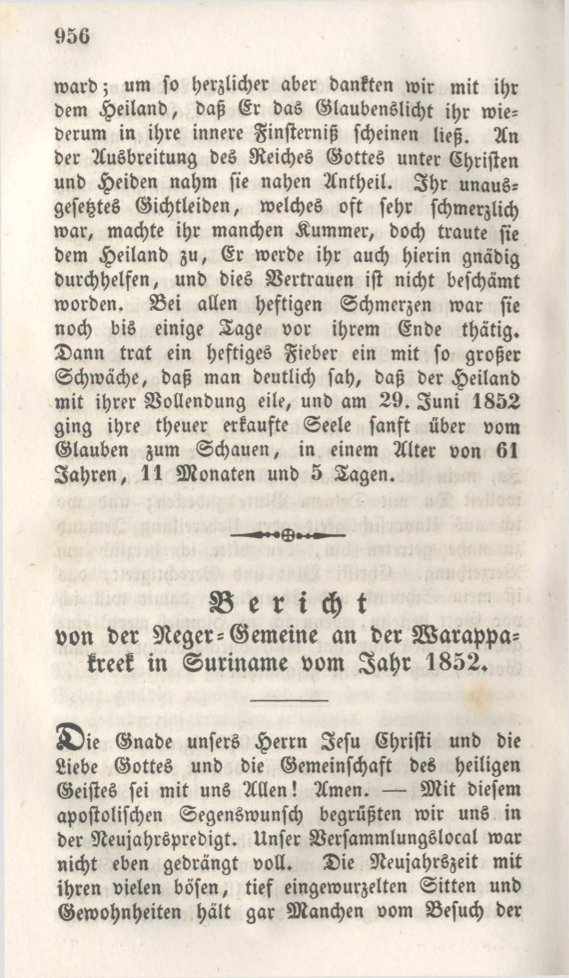 956
ward; um so herzlicher aber dankten wir mit ihr
dem Heiland, daß Er das Glaubenslicht ihr wie-
derum in ihre innere Finsterniß scheinen ließ. An
der Ausbreitung des Reiches Gottes unter Christen
und Heiden nahm sie nahen Antheil. Ihr unaus-
gesetztes Gichtleiden, welches oft sehr schmerzlich
war, machte ihr manchen Kummer, doch traute sie
dem Heiland zu, Er werde ihr auch hierin gnädig
durchhelfen, und dies Vertrauen ist nicht beschämt
worden. Bei allen heftigen Schmerzen war sie
noch bis einige Tage vor ihrem Ende thätig.
Dann trat ein heftiges Fieber ein mit so großer
Schwäche, daß man deutlich sah, daß der Heiland
mit ihrer Vollendung eile, und am 29. Juni 1852
ging ihre theuer erkaufte Seele sanft über vom
Glauben zum Schauen, in einem Alter von 61
Jahren, 11 Monaten und 5 Tagen.
Bericht
von der Neger-Gemeine an der Warappa-
kreek in Suriname vom Jahr 1852.
Die Gnade unsers Herrn Jesu Christi und die
Liebe Gottes und die Gemeinschaft des heiligen
Geistes sei mit uns Allen! Amen. — Mit diesem
apostolischen Segenswunsch begrüßten wir uns in
der Neujahrspredigt. Unser Versammlungslocal war
nicht eben gedrängt voll. Die Neujahrszeit mit
ihren vielen bösen, tief eingewurzelten Sitten und
Gewohnheiten hält gar Manchen vom Besuch der